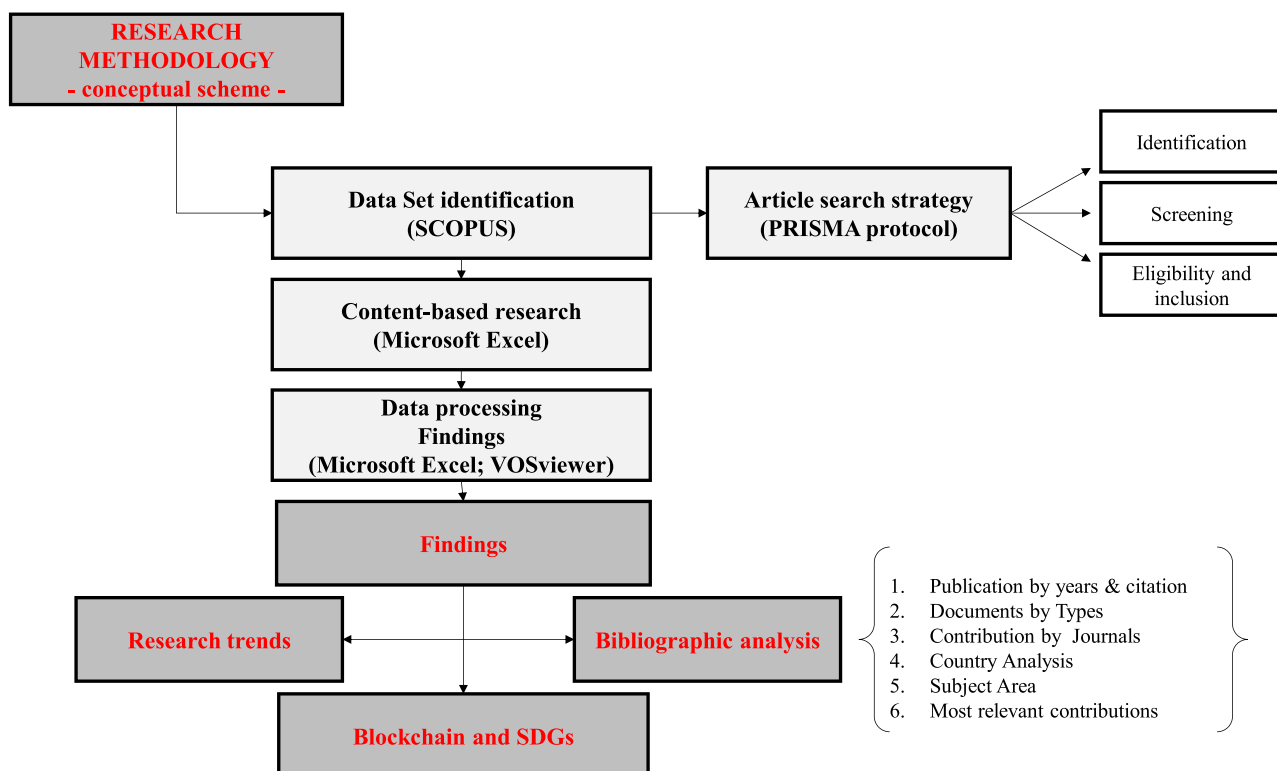 RESEARCH
METHODOLOGY
- conceptual scheme -
Data Set identification
(SCOPUS)
Article search strategy
(PRISMA protocol)
Identification
Screening
Eligibility and
inclusion
Content-based research
(Microsoft Excel)
Data processing
Findings
(Microsoft Excel; VOSviewer)
Findings
Research trends
Bibliographic analysis
1. Publication by years & citation
2. Documents by Types
3. Contribution by Journals
4. Country Analysis
5. Subject Area
6. Most relevant contributions
Blockchain and SDGs